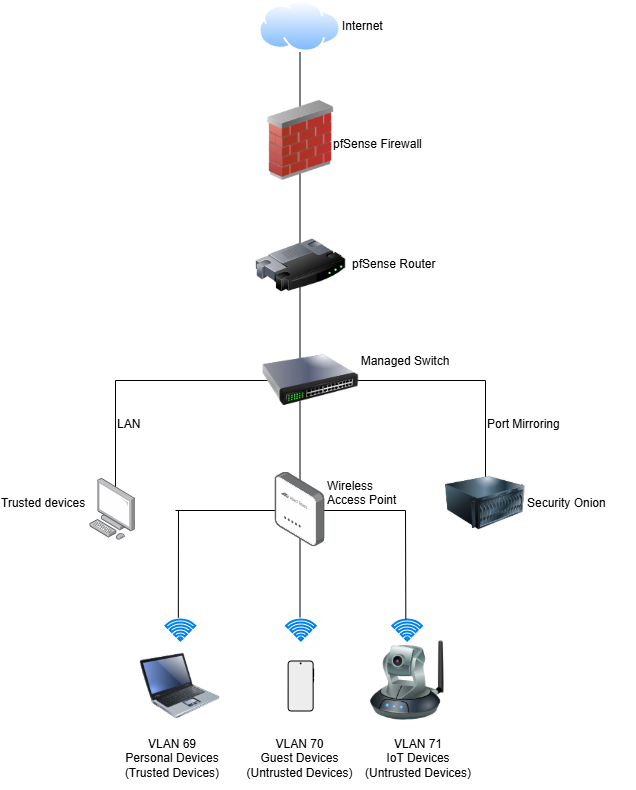 Internet
pfSense Firewall
pfSense Router
Managed Switch
LAN
Port Mirroring
Trusted devices
Wireless
Access Point
Security Onion
VLAN 69
Personal Devices
(Trusted Devices)
VLAN 70
Guest Devices
(Untrusted Devices)
VLAN 71
IoT Devices
(Untrusted Devices)